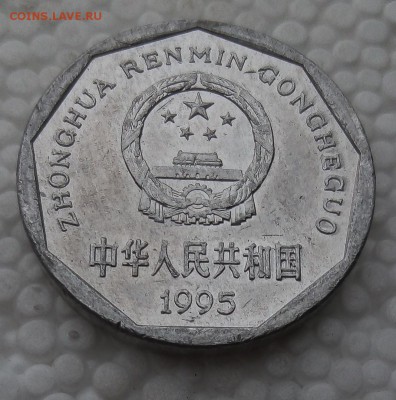 COINS.LAVE.RU
ZHONGHUA RENMIN GONGHEGUO
中华人民共和国
1995